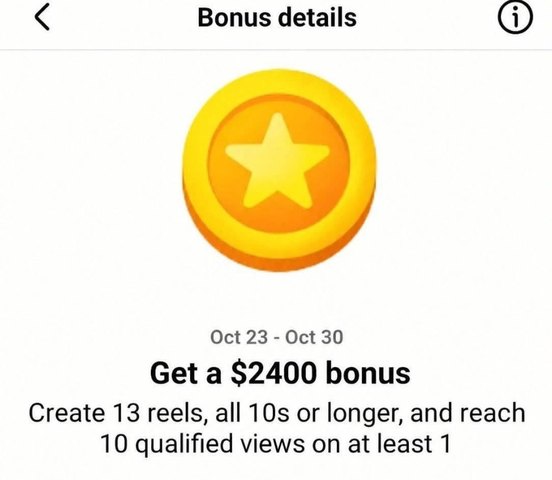 Bonus details
Oct 23 - Oct 30
Get a $2400 bonus
Create 13 reels, all 10s or longer, and reach
10 qualified views on at least 1